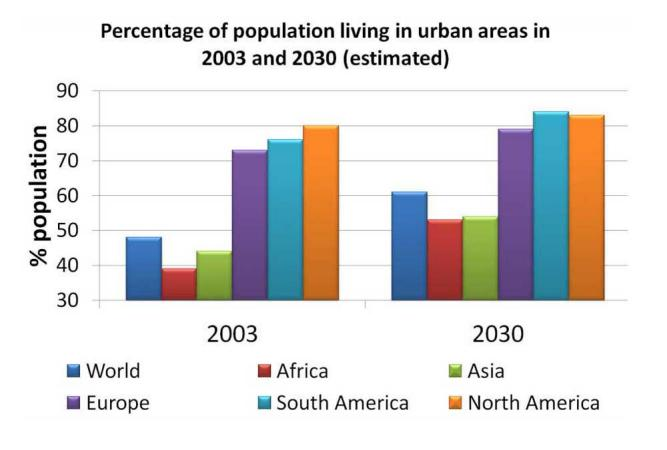 Percentage of population living in urban areas in
2003 and 2030 (estimated)
% population
90
80
70
60
50
40
30
2003 2030
World Africa Asia
Europe South America North America